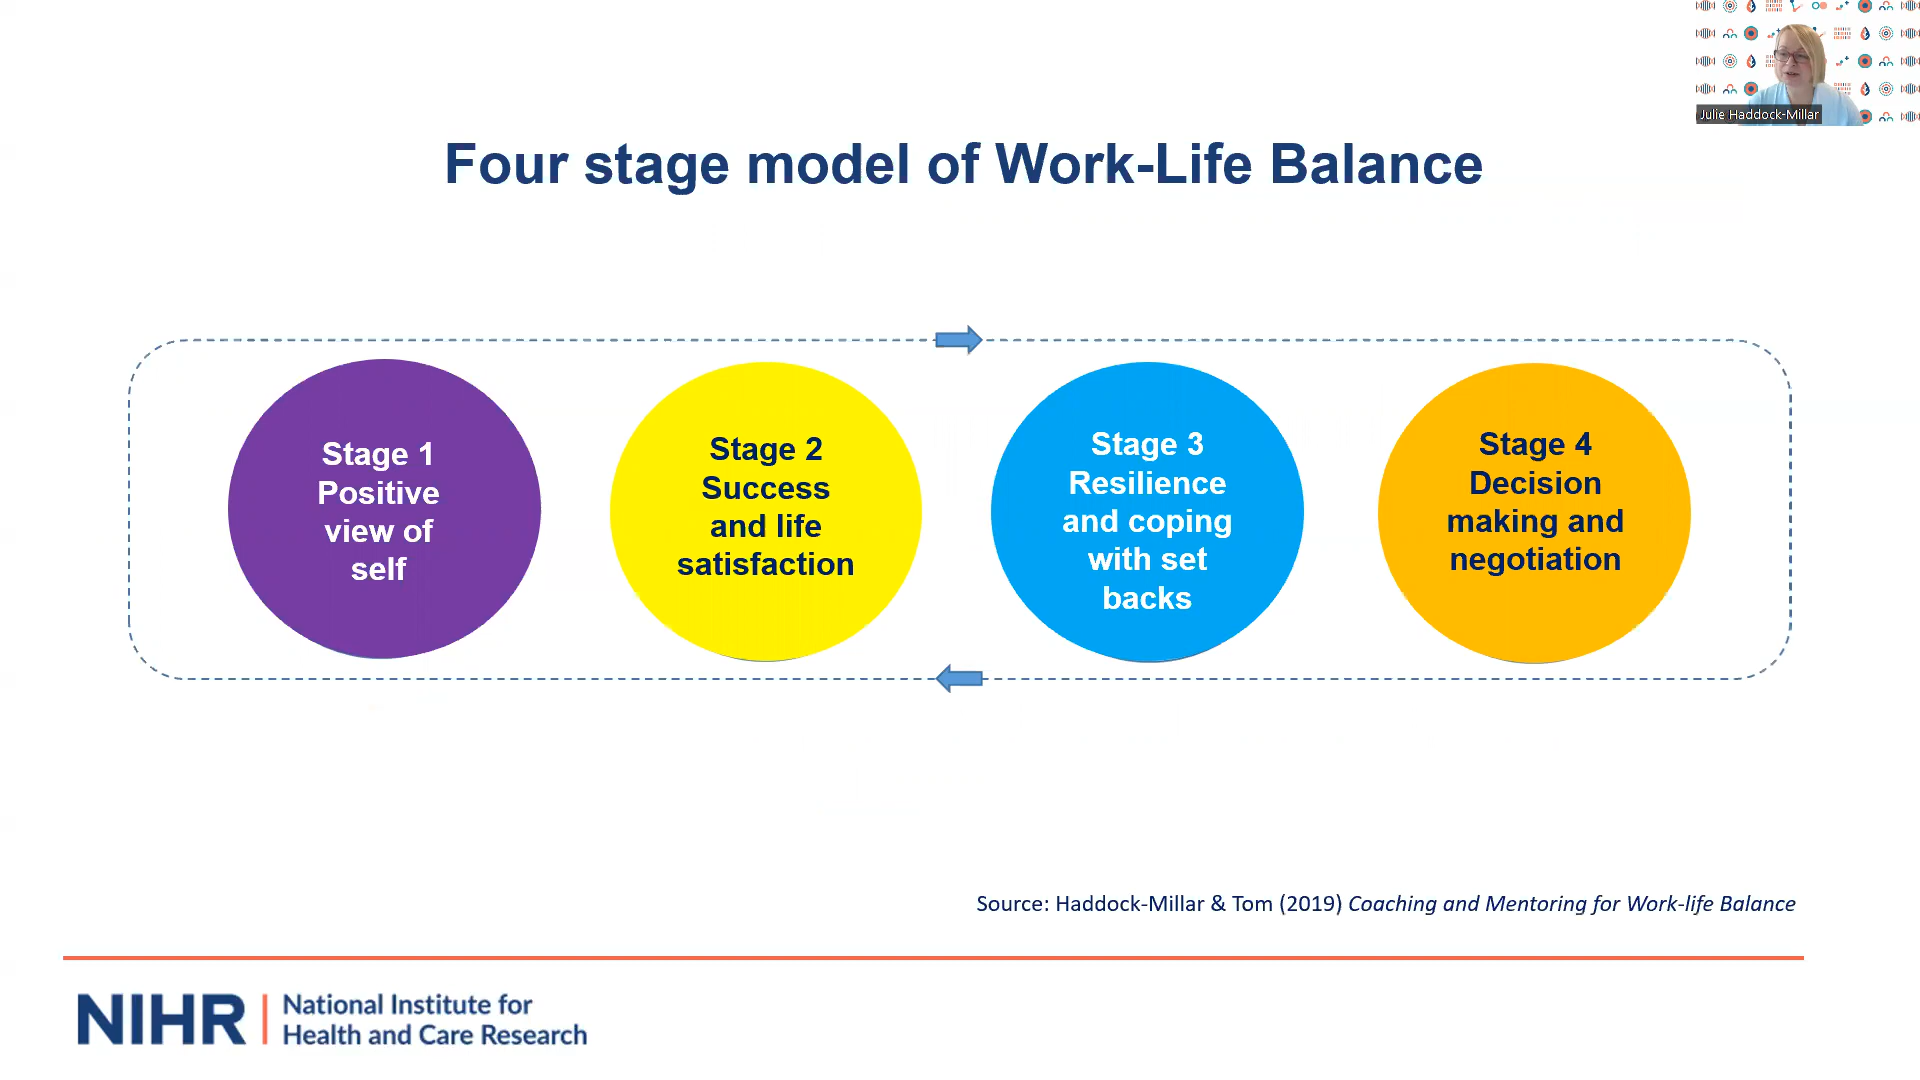 Julie Haddock-Millar
Four stage model of Work-Life Balance
Stage 1
Positive
view of
self
Stage 2
Success
and life
satisfaction
Stage 3
Resilience
and coping
with set
backs
Stage 4
Decision
making and
negotiation
Source: Haddock-Millar & Tom (2019) Coaching and Mentoring for Work-life Balance
NIHR
National Institute for
Health and Care Research